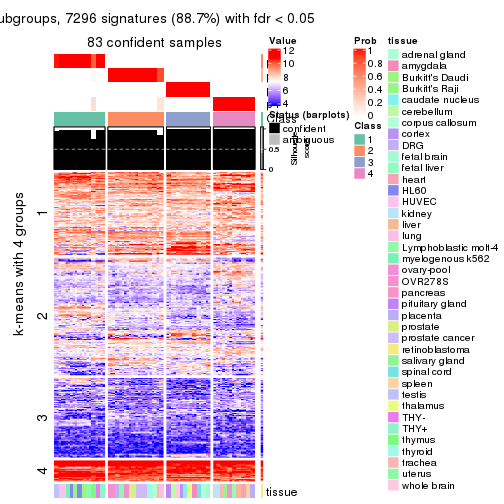 ubgroups, 7296 signatures (88.7%) with fdr < 0.05
83 confident samples
k-means with 4 groups
1
2
3
4
Class
0.5
0
Silhouette
score
tissue
Value
12
10
8
6
4
Status (barplots)
confident
ambiguous
Prob
1
0.8
0.6
0.4
0.2
0
Class
1
2
3
4
tissue
adrenal gland
amygdala
Burkitt's Daudi
Burkitt's Raji
caudate nucleus
cerebellum
corpus callosum
cortex
DRG
fetal brain
fetal liver
heart
HL60
HUVEC
kidney
liver
lung
Lymphoblastic molt-4
myelogenous k562
ovary-pool
OVR278S
pancreas
pituitary gland
placenta
prostate
prostate cancer
retinoblastoma
salivary gland
spinal cord
spleen
testis
thalamus
THY-
THY+
thymus
thyroid
trachea
uterus
whole brain